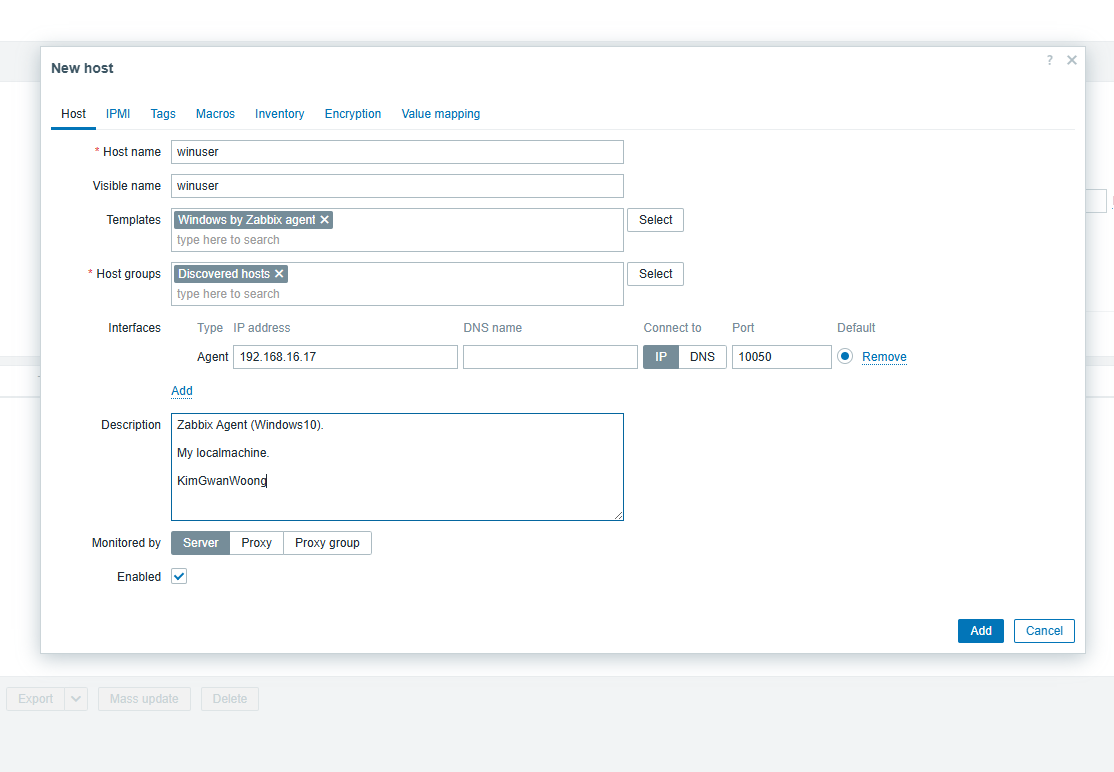 New host
?
Host IPMI Tags Macros Inventory Encryption Value mapping
* Host name winuser
Visible name winuser
Templates Windows by Zabbix agent Select
type here to search
* Host groups Discovered hosts Select
type here to search
Interfaces Type IP address DNS name Connect to Port Default
Agent 192.168.16.17 IP DNS 10050 Remove
Add
Description Zabbix Agent (Windows10).
My localmachine.
KimGwanWoong
Monitored by Server Proxy Proxy group
Enabled
Add Cancel
Export Mass update Delete